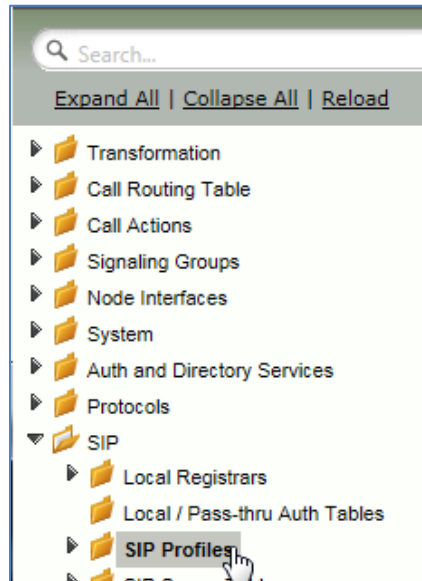 Search...
Expand All | Collapse All | Reload
Transformation
Call Routing Table
Call Actions
Signaling Groups
Node Interfaces
System
Auth and Directory Services
Protocols
SIP
Local Registrars
Local / Pass-thru Auth Tables
SIP Profiles